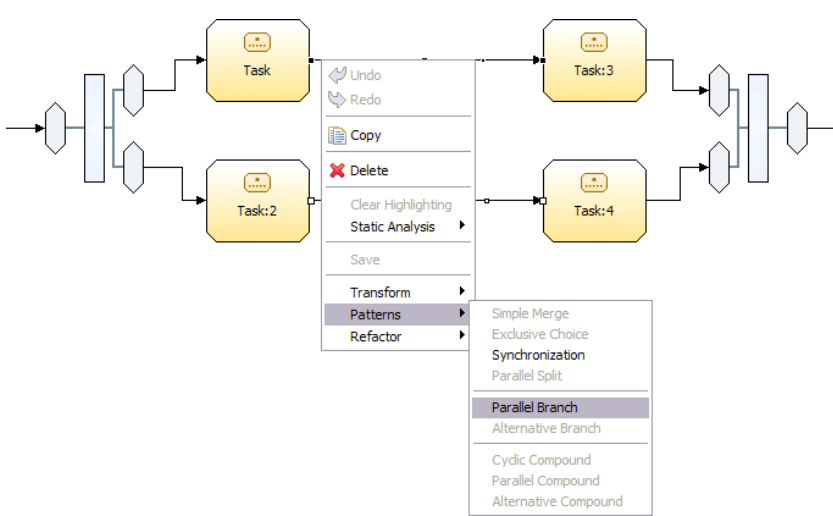 Task
Task:3
Undo
Redo
Copy
Delete
Task:2
Task:4
Clear Highlighting
Static Analysis
Save
Transform
Patterns
Refactor
Simple Merge
Exclusive Choice
Synchronization
Parallel Split
Parallel Branch
Alternative Branch
Cyclic Compound
Parallel Compound
Alternative Compound